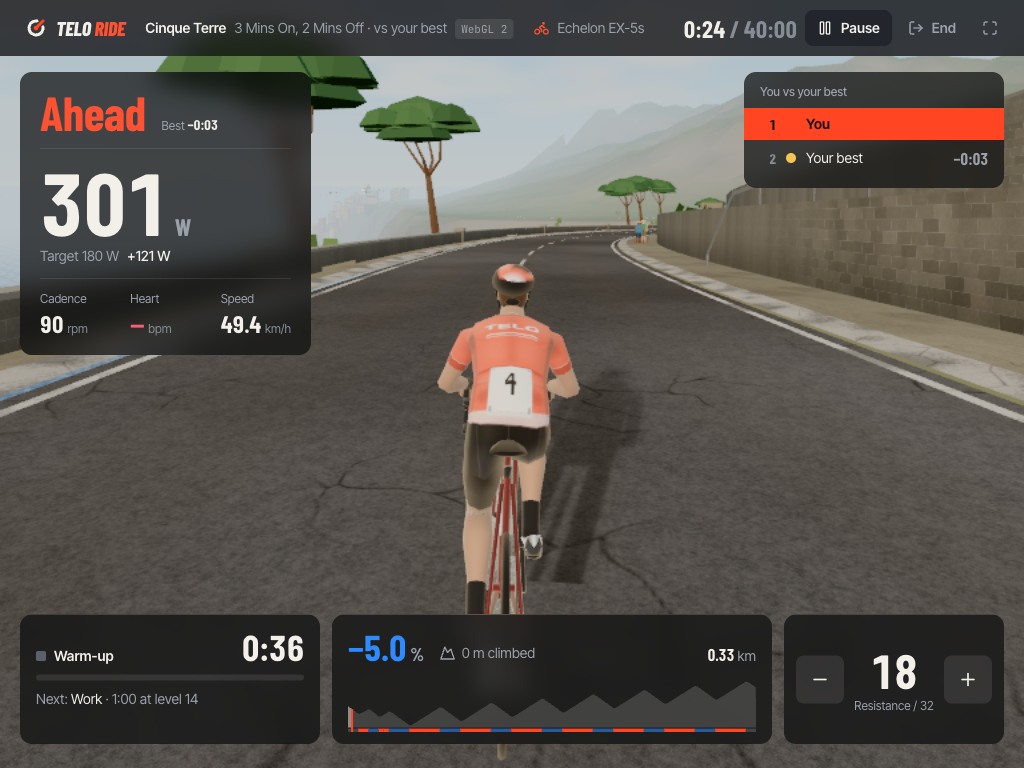 TELO RIDE Cinque Terre 3 Mins On, 2 Mins Off · vs your best WebGL 2 Echelon EX-5s 0:24 / 40:00 Pause End
Ahead Best −0:03
301 W
Target 180 W +121 W
Cadence Heart Speed
90 rpm – bpm 49.4 km/h
You vs your best
1 You
2 Your best −0:03
TELO
4
Warm-up 0:36
Next: Work · 1:00 at level 14
−5.0 % 0 m climbed 0.33 km
− 18 +
Resistance / 32